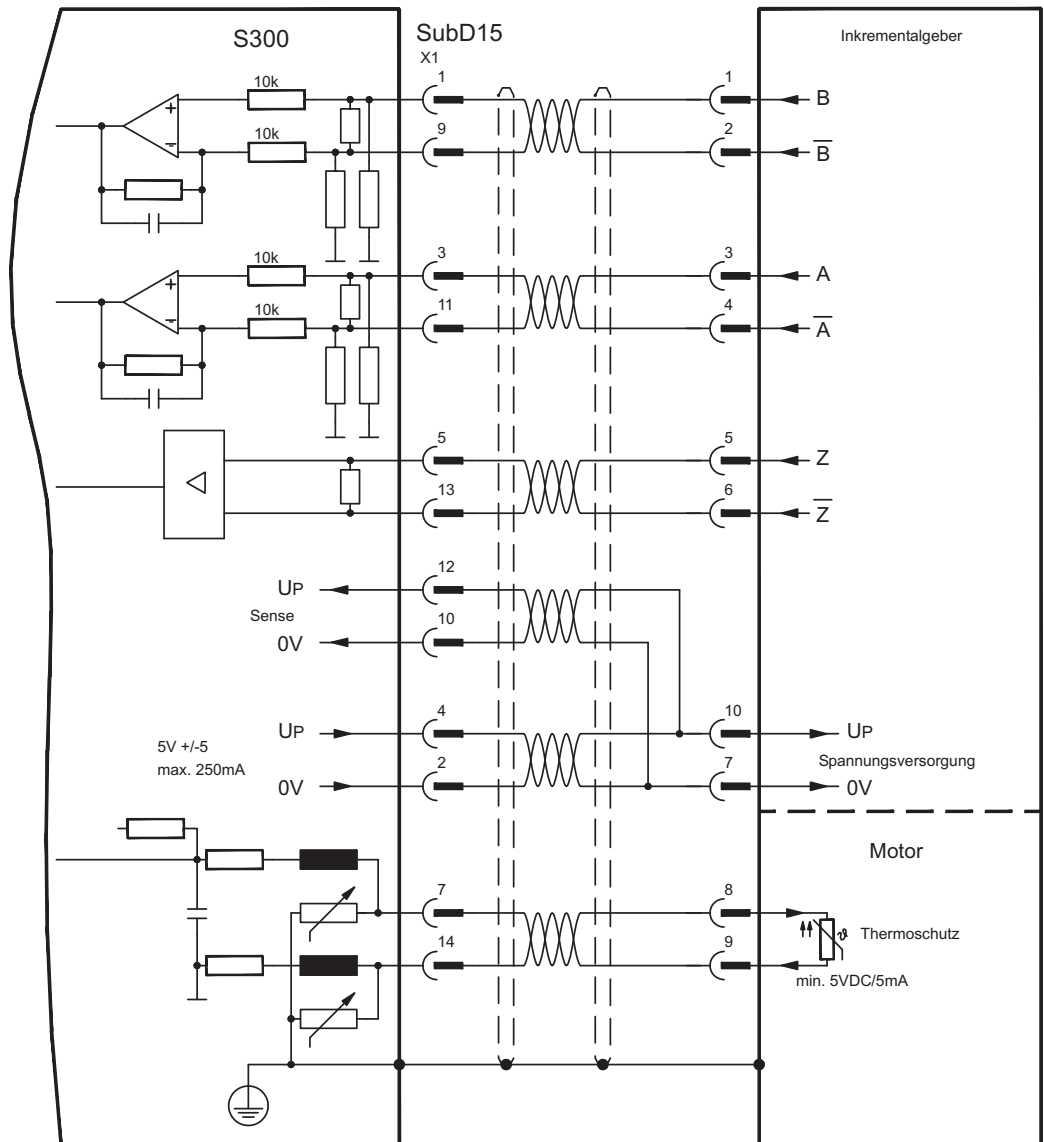 S300
SubD15
X1
Inkrementalgeber
10k
1
1
B
10k
9
2
B̅
+
-
10k
3
3
A
10k
11
4
A̅
+
-
5
5
Z
13
6
Z̅
UP
12
Sense
0V
10
UP
4
10
UP
5V +/-5
max. 250mA
Spannungsversorgung
0V
2
7
0V
Motor
7
8
ϑ
Thermoschutz
14
9
min. 5VDC/5mA